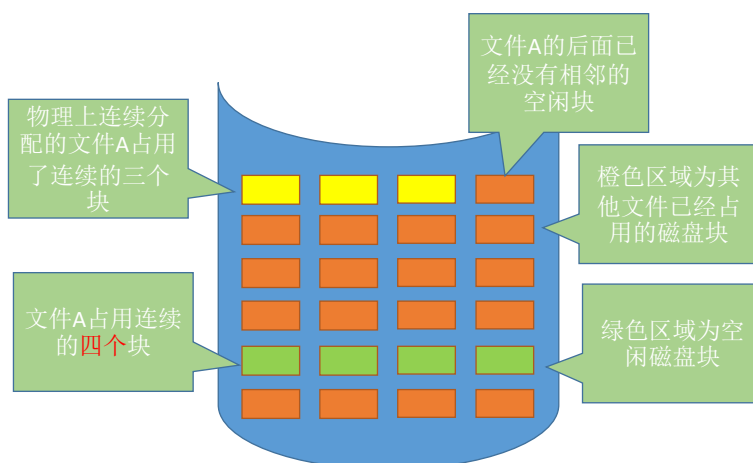 文件A的后面已
经没有相邻的
空闲块
物理上连续分
配的文件A占用
了连续的三个
块
橙色区域为其
他文件已经占
用的磁盘块
文件A占用连续
的四个块
绿色区域为空
闲磁盘块